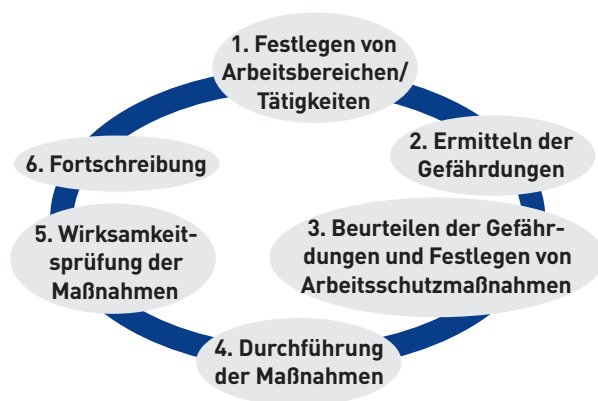 1. Festlegen von
Arbeitsbereichen/
Tätigkeiten
2. Ermitteln der
Gefährdungen
3. Beurteilen der Gefähr-
dungen und Festlegen von
Arbeitsschutzmaßnahmen
4. Durchführung
der Maßnahmen
5. Wirksamkeit-
sprüfung der
Maßnahmen
6. Fortschreibung